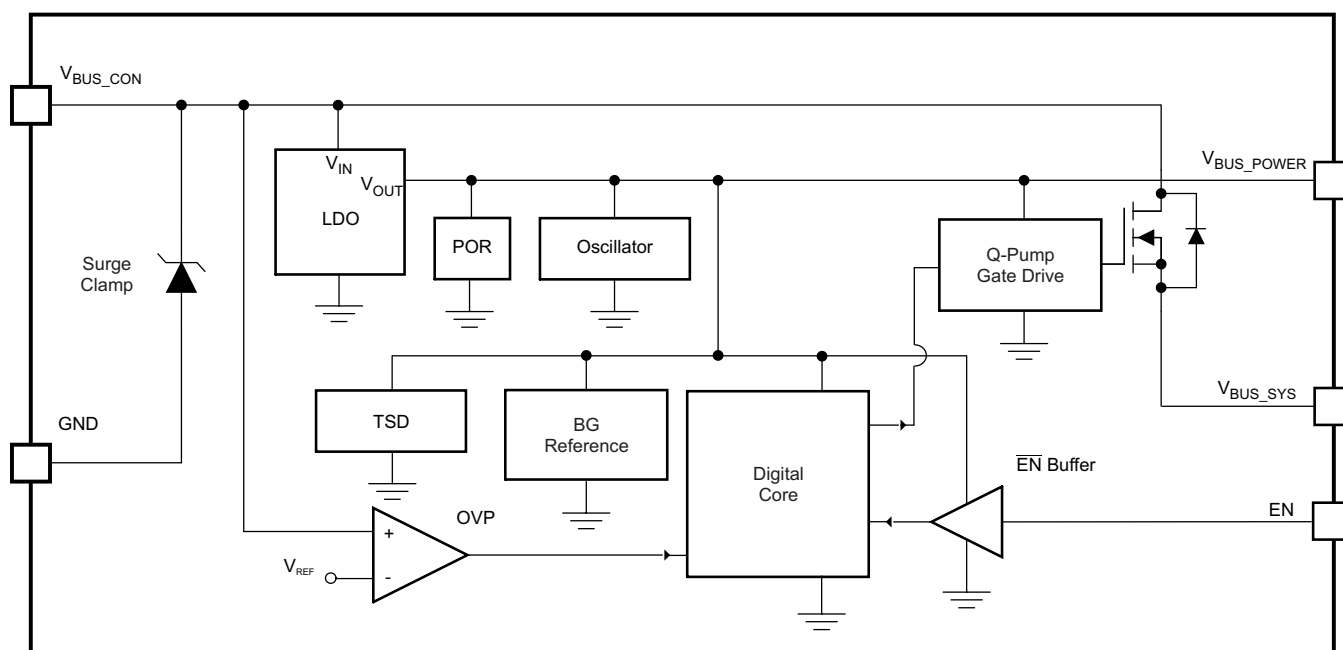 V_BUS_CON
V_IN
V_OUT
LDO
V_BUS_POWER
POR
Oscillator
Q-Pump
Gate Drive
Surge
Clamp
V_BUS_SYS
GND
TSD
BG
Reference
Digital
Core
E̅N̅ Buffer
EN
OVP
+
V_REF
-